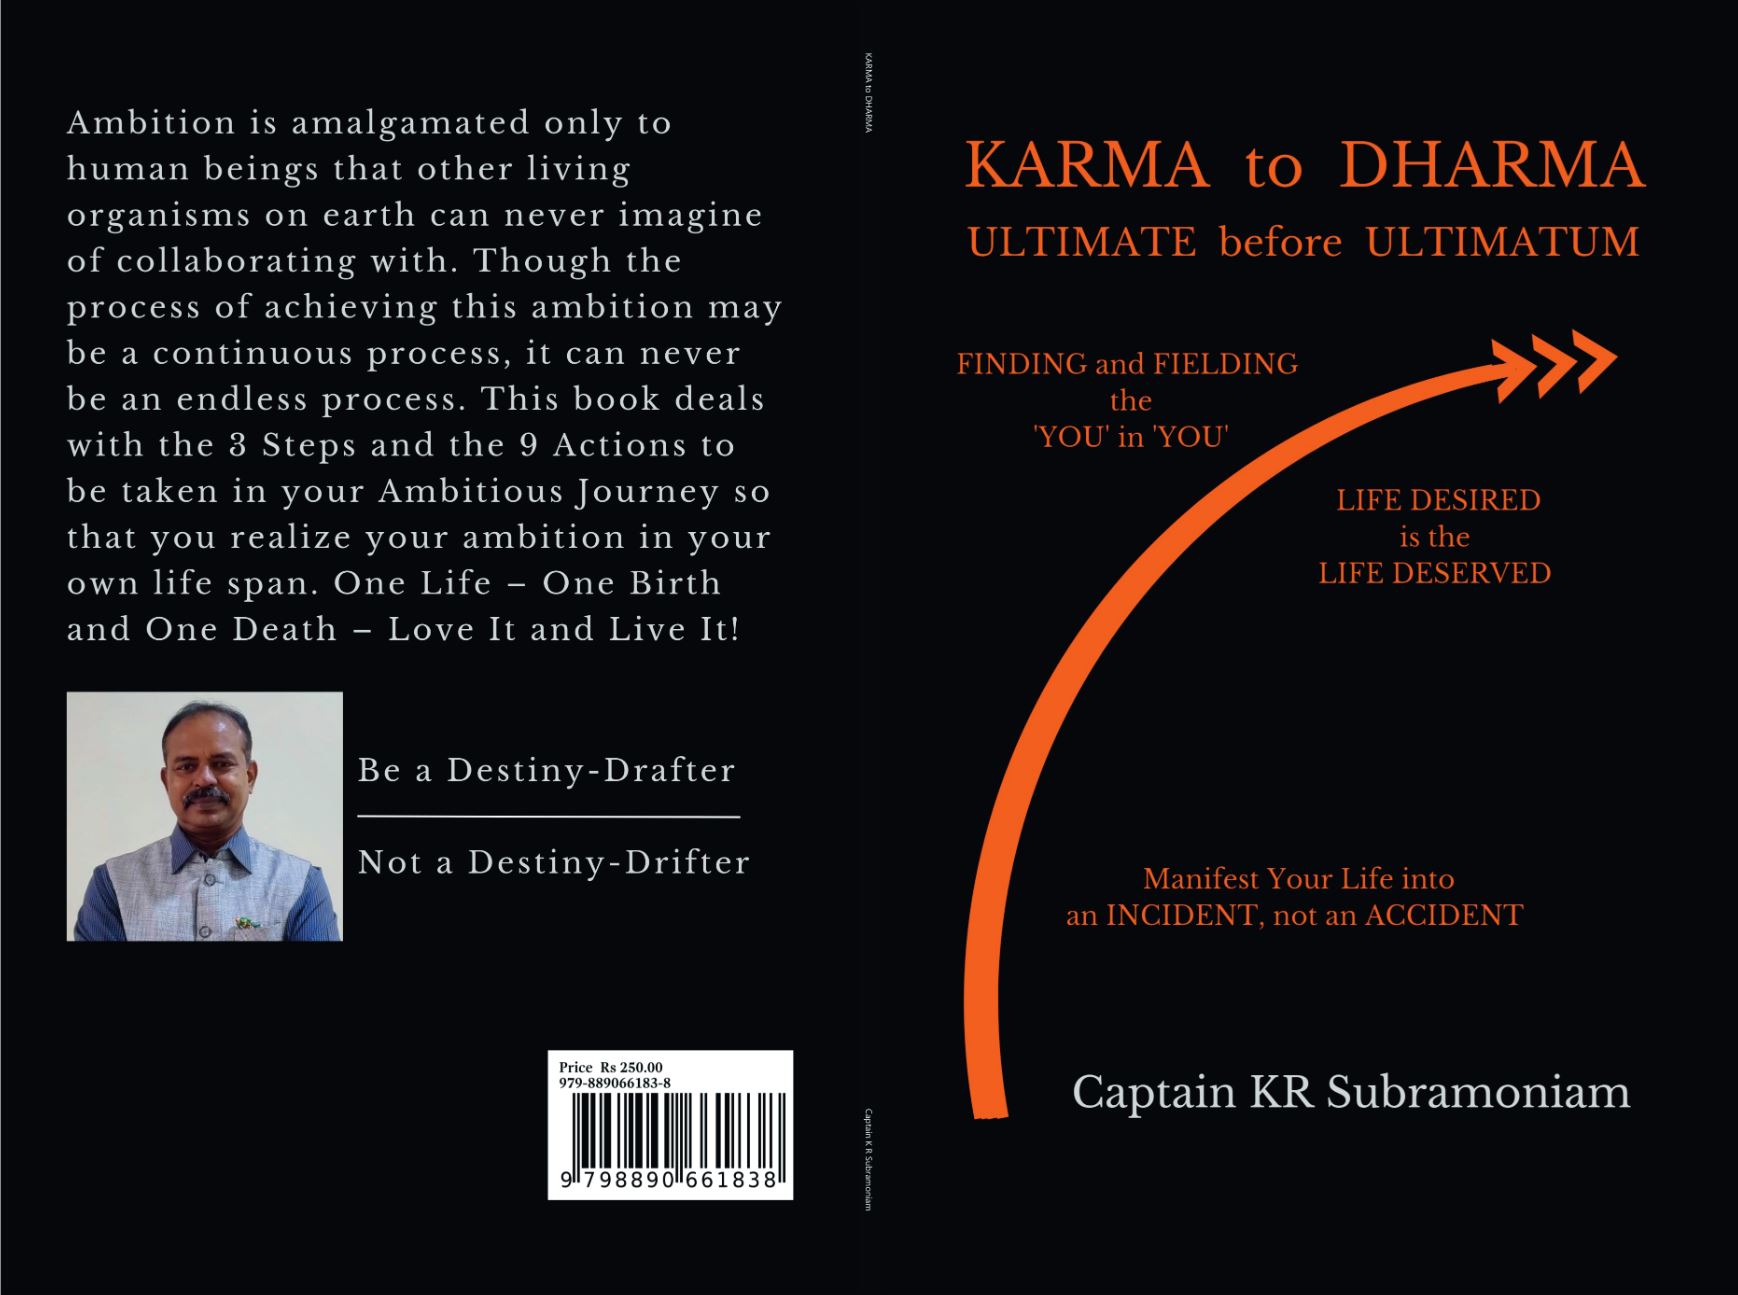 Ambition is amalgamated only to
human beings that other living
organisms on earth can never imagine
of collaborating with. Though the
process of achieving this ambition may
be a continuous process, it can never
be an endless process. This book deals
with the 3 Steps and the 9 Actions to
be taken in your Ambitious Journey so
that you realize your ambition in your
own life span. One Life – One Birth
and One Death – Love It and Live It!
Be a Destiny-Drafter
Not a Destiny-Drifter
Price Rs 250.00
979-889066183-8
9 798890 661838
KARMA to DHARMA
Captain K R Subramoniam
KARMA to DHARMA
ULTIMATE before ULTIMATUM
FINDING and FIELDING
the
'YOU' in 'YOU'
LIFE DESIRED
is the
LIFE DESERVED
Manifest Your Life into
an INCIDENT, not an ACCIDENT
Captain KR Subramoniam